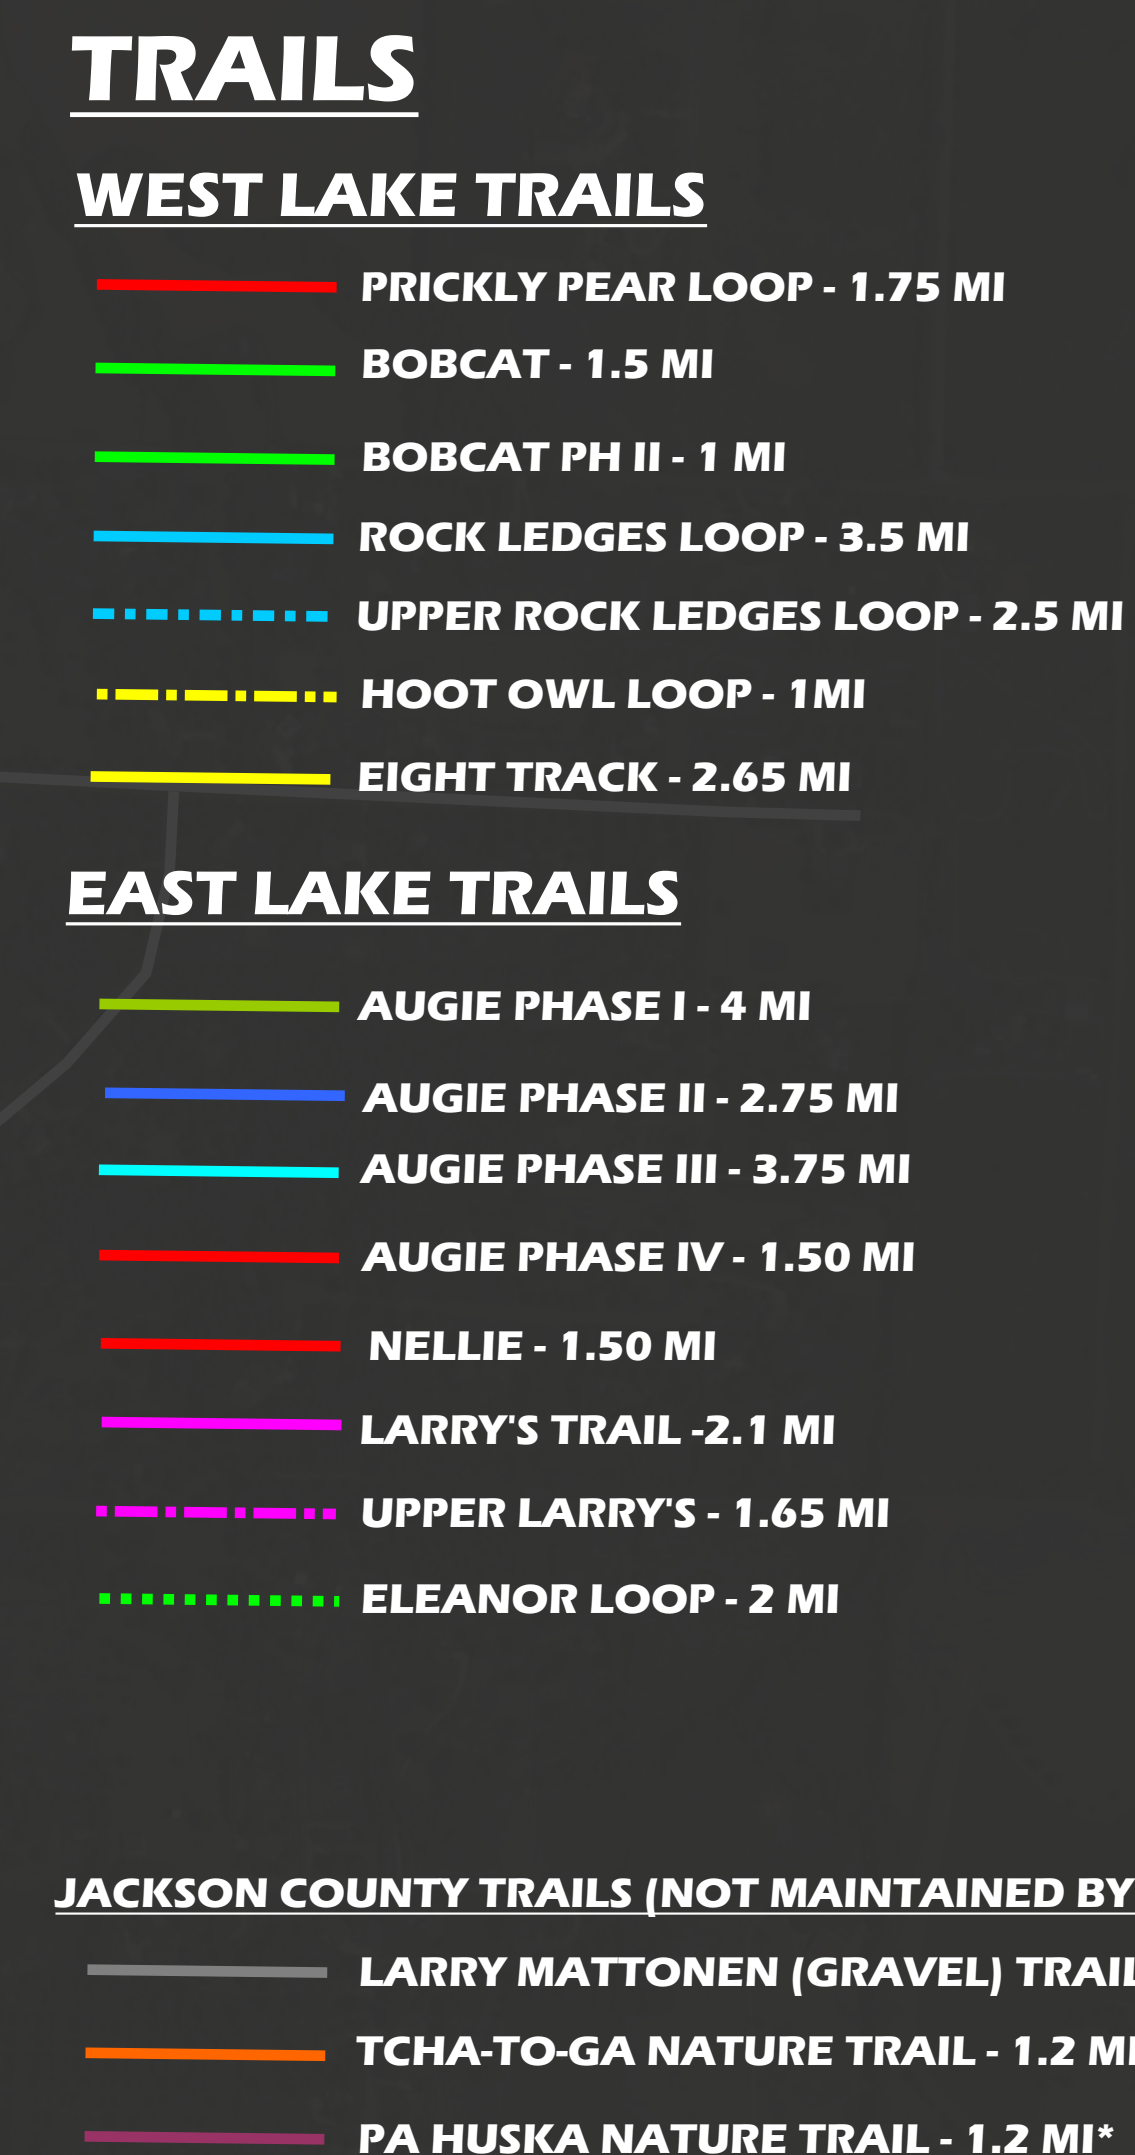 TRAILS
WEST LAKE TRAILS
PRICKLY PEAR LOOP - 1.75 MI
BOBCAT - 1.5 MI
BOBCAT PH II - 1 MI
ROCK LEDGES LOOP - 3.5 MI
UPPER ROCK LEDGES LOOP - 2.5 MI
HOOT OWL LOOP - 1MI
EIGHT TRACK - 2.65 MI
EAST LAKE TRAILS
AUGIE PHASE I - 4 MI
AUGIE PHASE II - 2.75 MI
AUGIE PHASE III - 3.75 MI
AUGIE PHASE IV - 1.50 MI
NELLIE - 1.50 MI
LARRY'S TRAIL -2.1 MI
UPPER LARRY'S - 1.65 MI
ELEANOR LOOP - 2 MI
JACKSON COUNTY TRAILS (NOT MAINTAINED BY
LARRY MATTONEN (GRAVEL) TRAIL
TCHA-TO-GA NATURE TRAIL - 1.2 MI
PA HUSKA NATURE TRAIL - 1.2 MI*